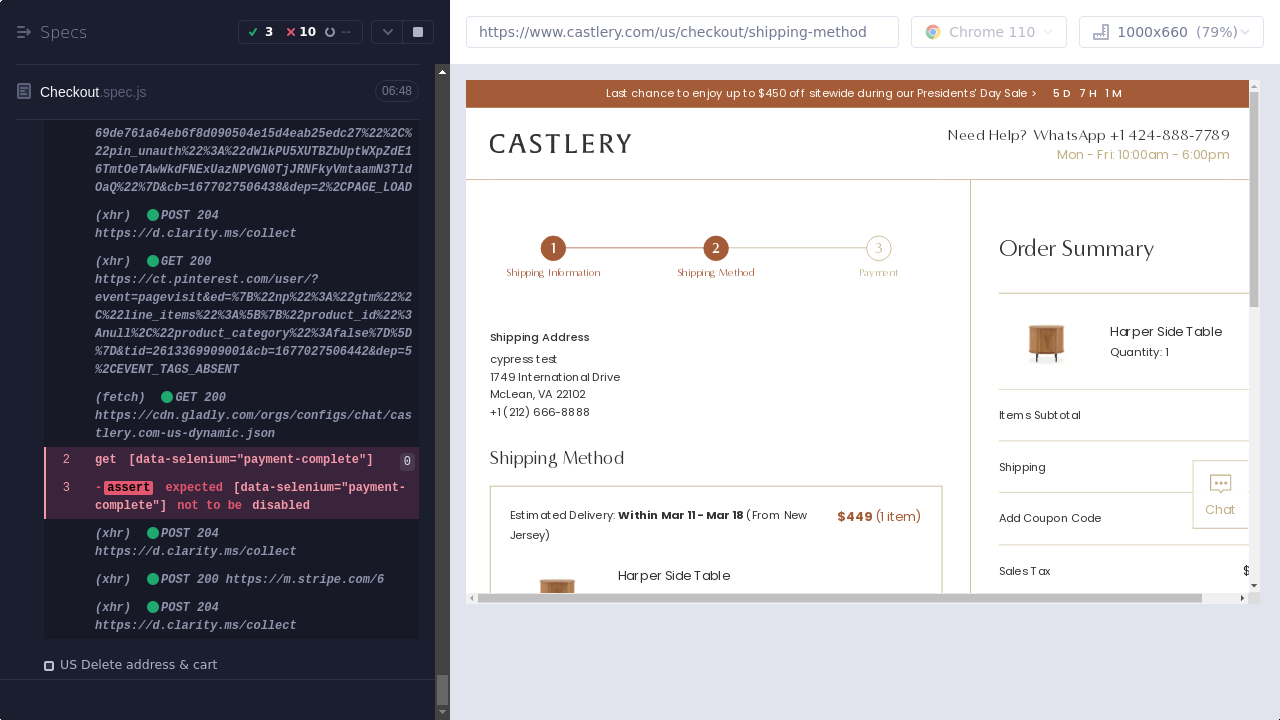 Specs
3
10
--
Checkout.spec.js
06:48
69de761a64eb6f8d090504e15d4eab25edc27%22%2C%
22pin_unauth%22%3A%22dWlkPU5XUTBZbUptWXpZdE1
6TmtOeTAwWkdFNExUazNPVGN0TjJRNFkyVmtaamN3Tld
OaQ%22%7D&cb=1677027506438&dep=2%2CPAGE_LOAD
(xhr) POST 204
https://d.clarity.ms/collect
(xhr) GET 200
https://ct.pinterest.com/user/?
event=pagevisit&ed=%7B%22np%22%3A%22gtm%22%2
C%22line_items%22%3A%5B%7B%22product_id%22%3
Anull%2C%22product_category%22%3Afalse%7D%5D
%7D&tid=2613369909001&cb=1677027506442&dep=5
%2CEVENT_TAGS_ABSENT
(fetch) GET 200
https://cdn.gladly.com/orgs/configs/chat/cas
tlery.com-us-dynamic.json
2 get [data-selenium="payment-complete"] 0
3 -assert expected [data-selenium="payment-
complete"] not to be disabled
(xhr) POST 204
https://d.clarity.ms/collect
(xhr) POST 200 https://m.stripe.com/6
(xhr) POST 204
https://d.clarity.ms/collect
US Delete address & cart
https://www.castlery.com/us/checkout/shipping-method
Chrome 110
1000x660 (79%)
Last chance to enjoy up to $450 off sitewide during our Presidents' Day Sale > 5 D 7 H 1 M
CASTLERY
Need Help? WhatsApp +1 424-888-7789
Mon - Fri: 10:00am - 6:00pm
1
2
3
Shipping Information
Shipping Method
Payment
Shipping Address
cypress test
1749 International Drive
McLean, VA 22102
+1 (212) 666-8888
Shipping Method
Estimated Delivery: Within Mar 11 - Mar 18 (From New
Jersey)
$449 (1 item)
Harper Side Table
Order Summary
Harper Side Table
Quantity: 1
Items Subtotal
Shipping
Add Coupon Code
Sales Tax
$
Chat